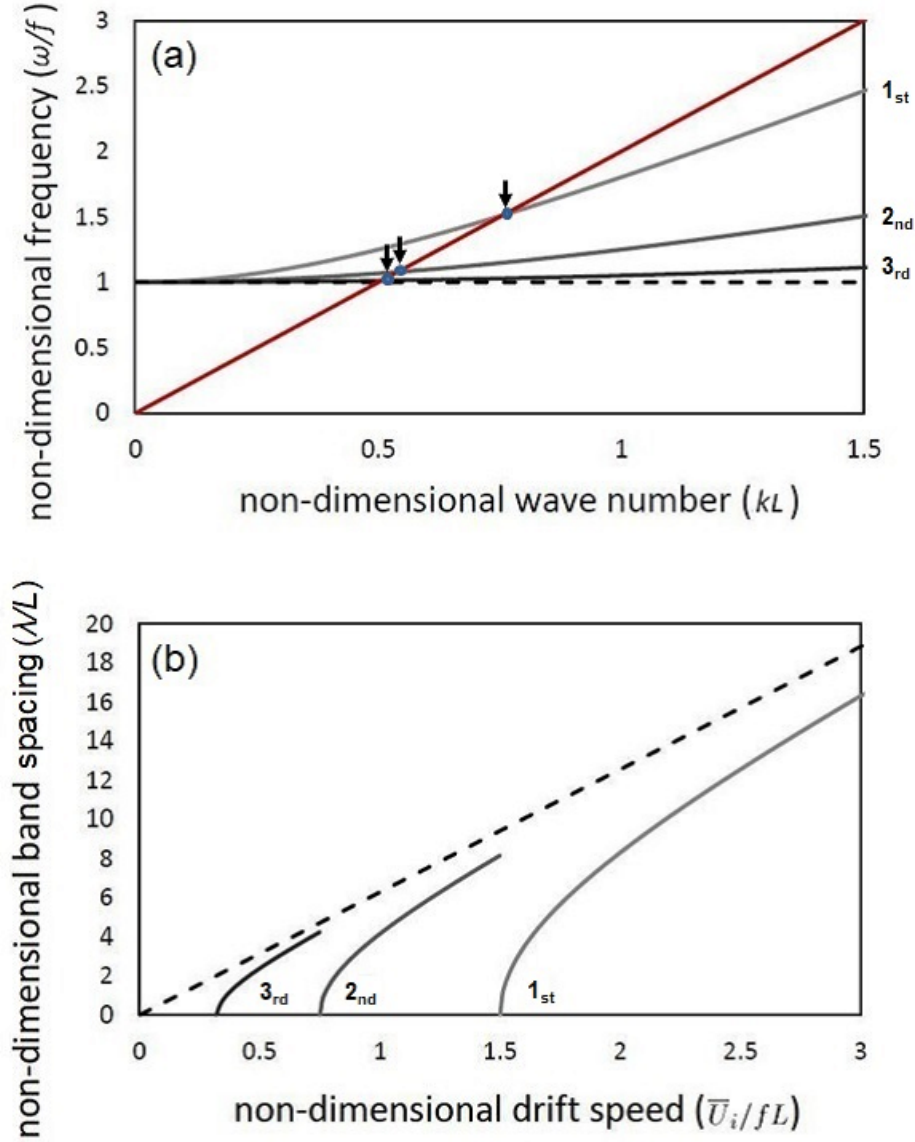 (a)
non-dimensional frequency (ω/f)
3
2.5
2
1.5
1
0.5
0
1st
2nd
3rd
0 0.5 1 1.5
non-dimensional wave number (kL)
(b)
non-dimensional band spacing (λ/L)
20
18
16
14
12
10
8
6
4
2
0
3rd 2nd 1st
0 0.5 1 1.5 2 2.5 3
non-dimensional drift speed (U̅i/fL)